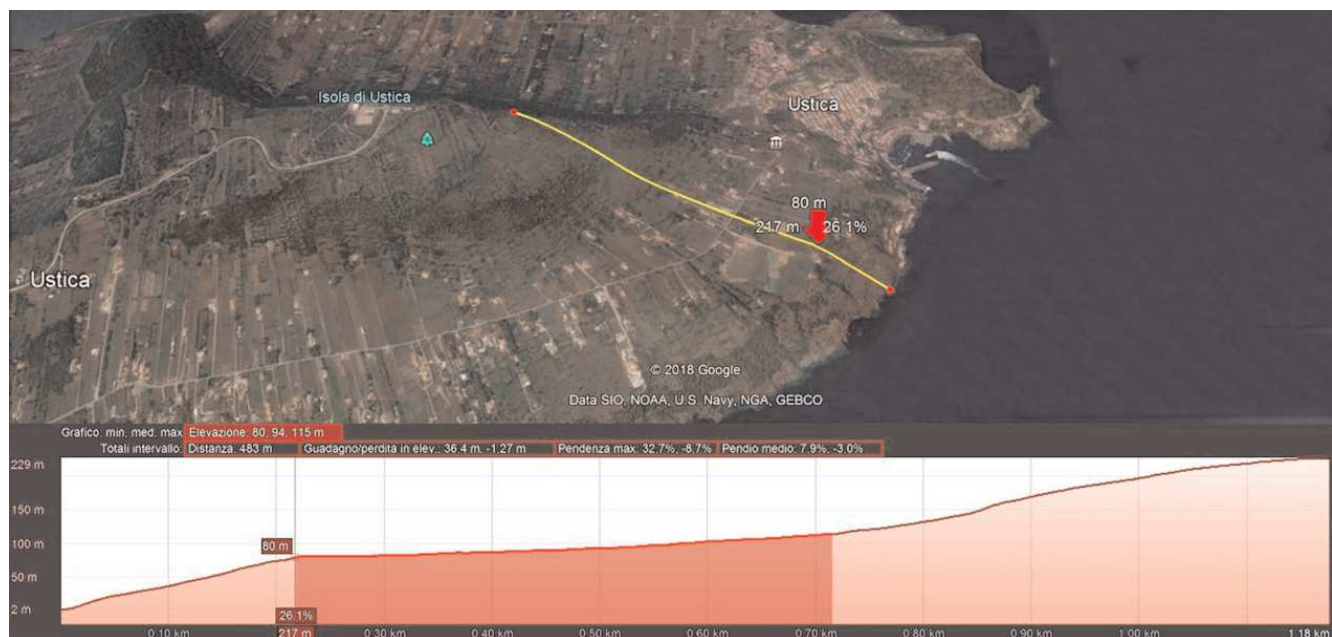 Isola di Ustica
Ustica
80 m
217 m 26.1%
Ustica
© 2018 Google
Data SIO, NOAA, U.S. Navy, NGA, GEBCO
Grafico: min. med. max Elevazione: 80, 94, 115 m
Totali intervallo: Distanza: 483 m Guadagno/perdita in elev.: 36.4 m, -1.27 m Pendenza max: 32.7%, -8.7% Pendio medio: 7.9%, -3.0%
229 m
150 m
100 m
80 m
50 m
2 m
26.1%
0.10 km 217 m 0.30 km 0.40 km 0.50 km 0.60 km 0.70 km 0.80 km 0.90 km 1.00 km 1.18 km